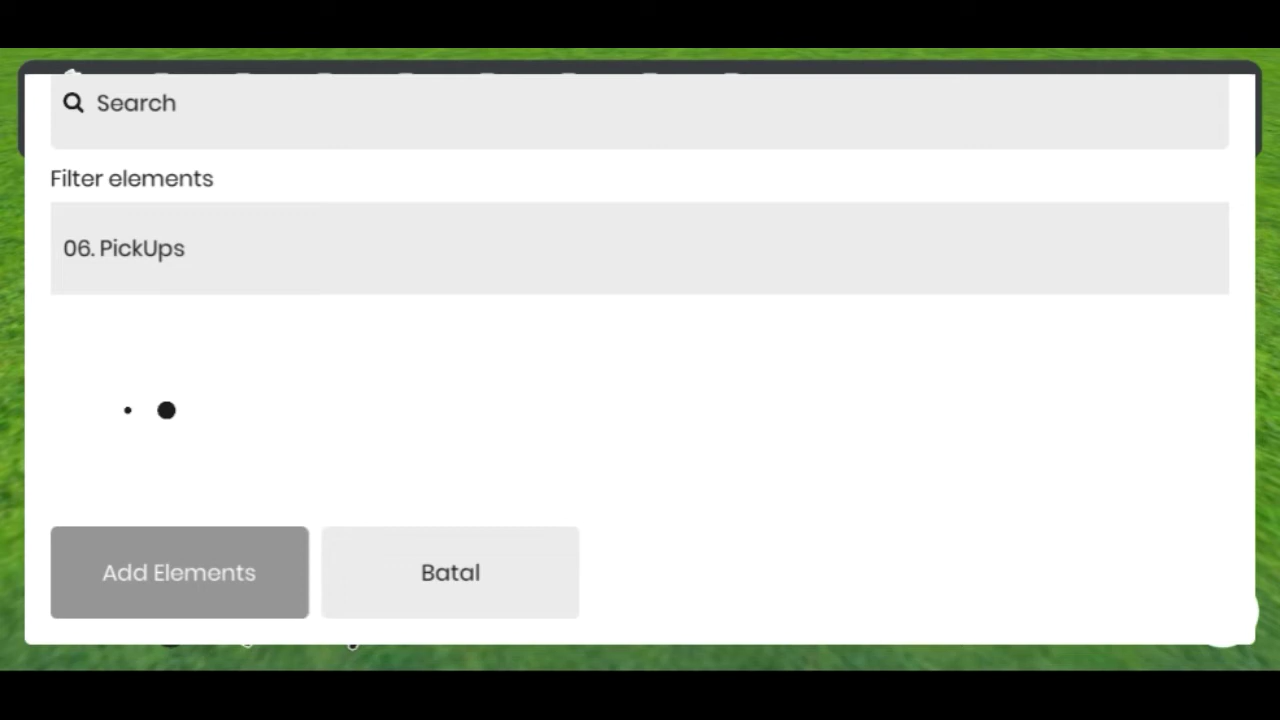 Search
Filter elements
06. PickUps
Add Elements
Batal